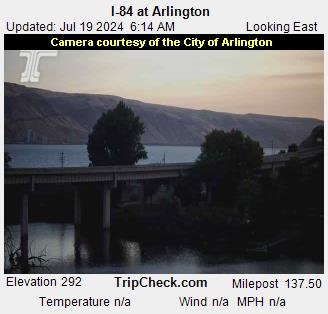 I-84 at Arlington
Updated: Jul 19 2024 6:14 AM Looking East
Camera courtesy of the City of Arlington
Elevation 292 TripCheck.com Milepost 137.50
Temperature n/a Wind n/a MPH n/a